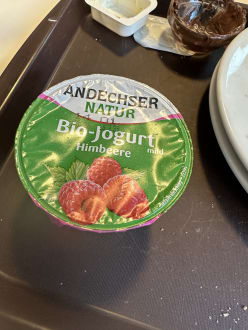 ANDECHSER
NATUR
Bio-Jogurt
mild
Himbeere